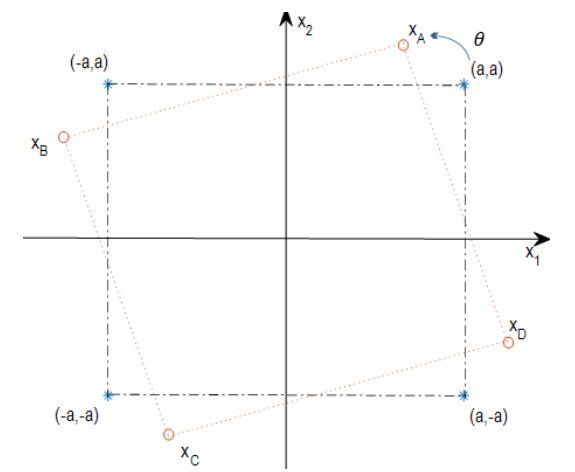 x2
xA
θ
(-a,a)
(a,a)
xB
x1
xD
(-a,-a)
(a,-a)
xC